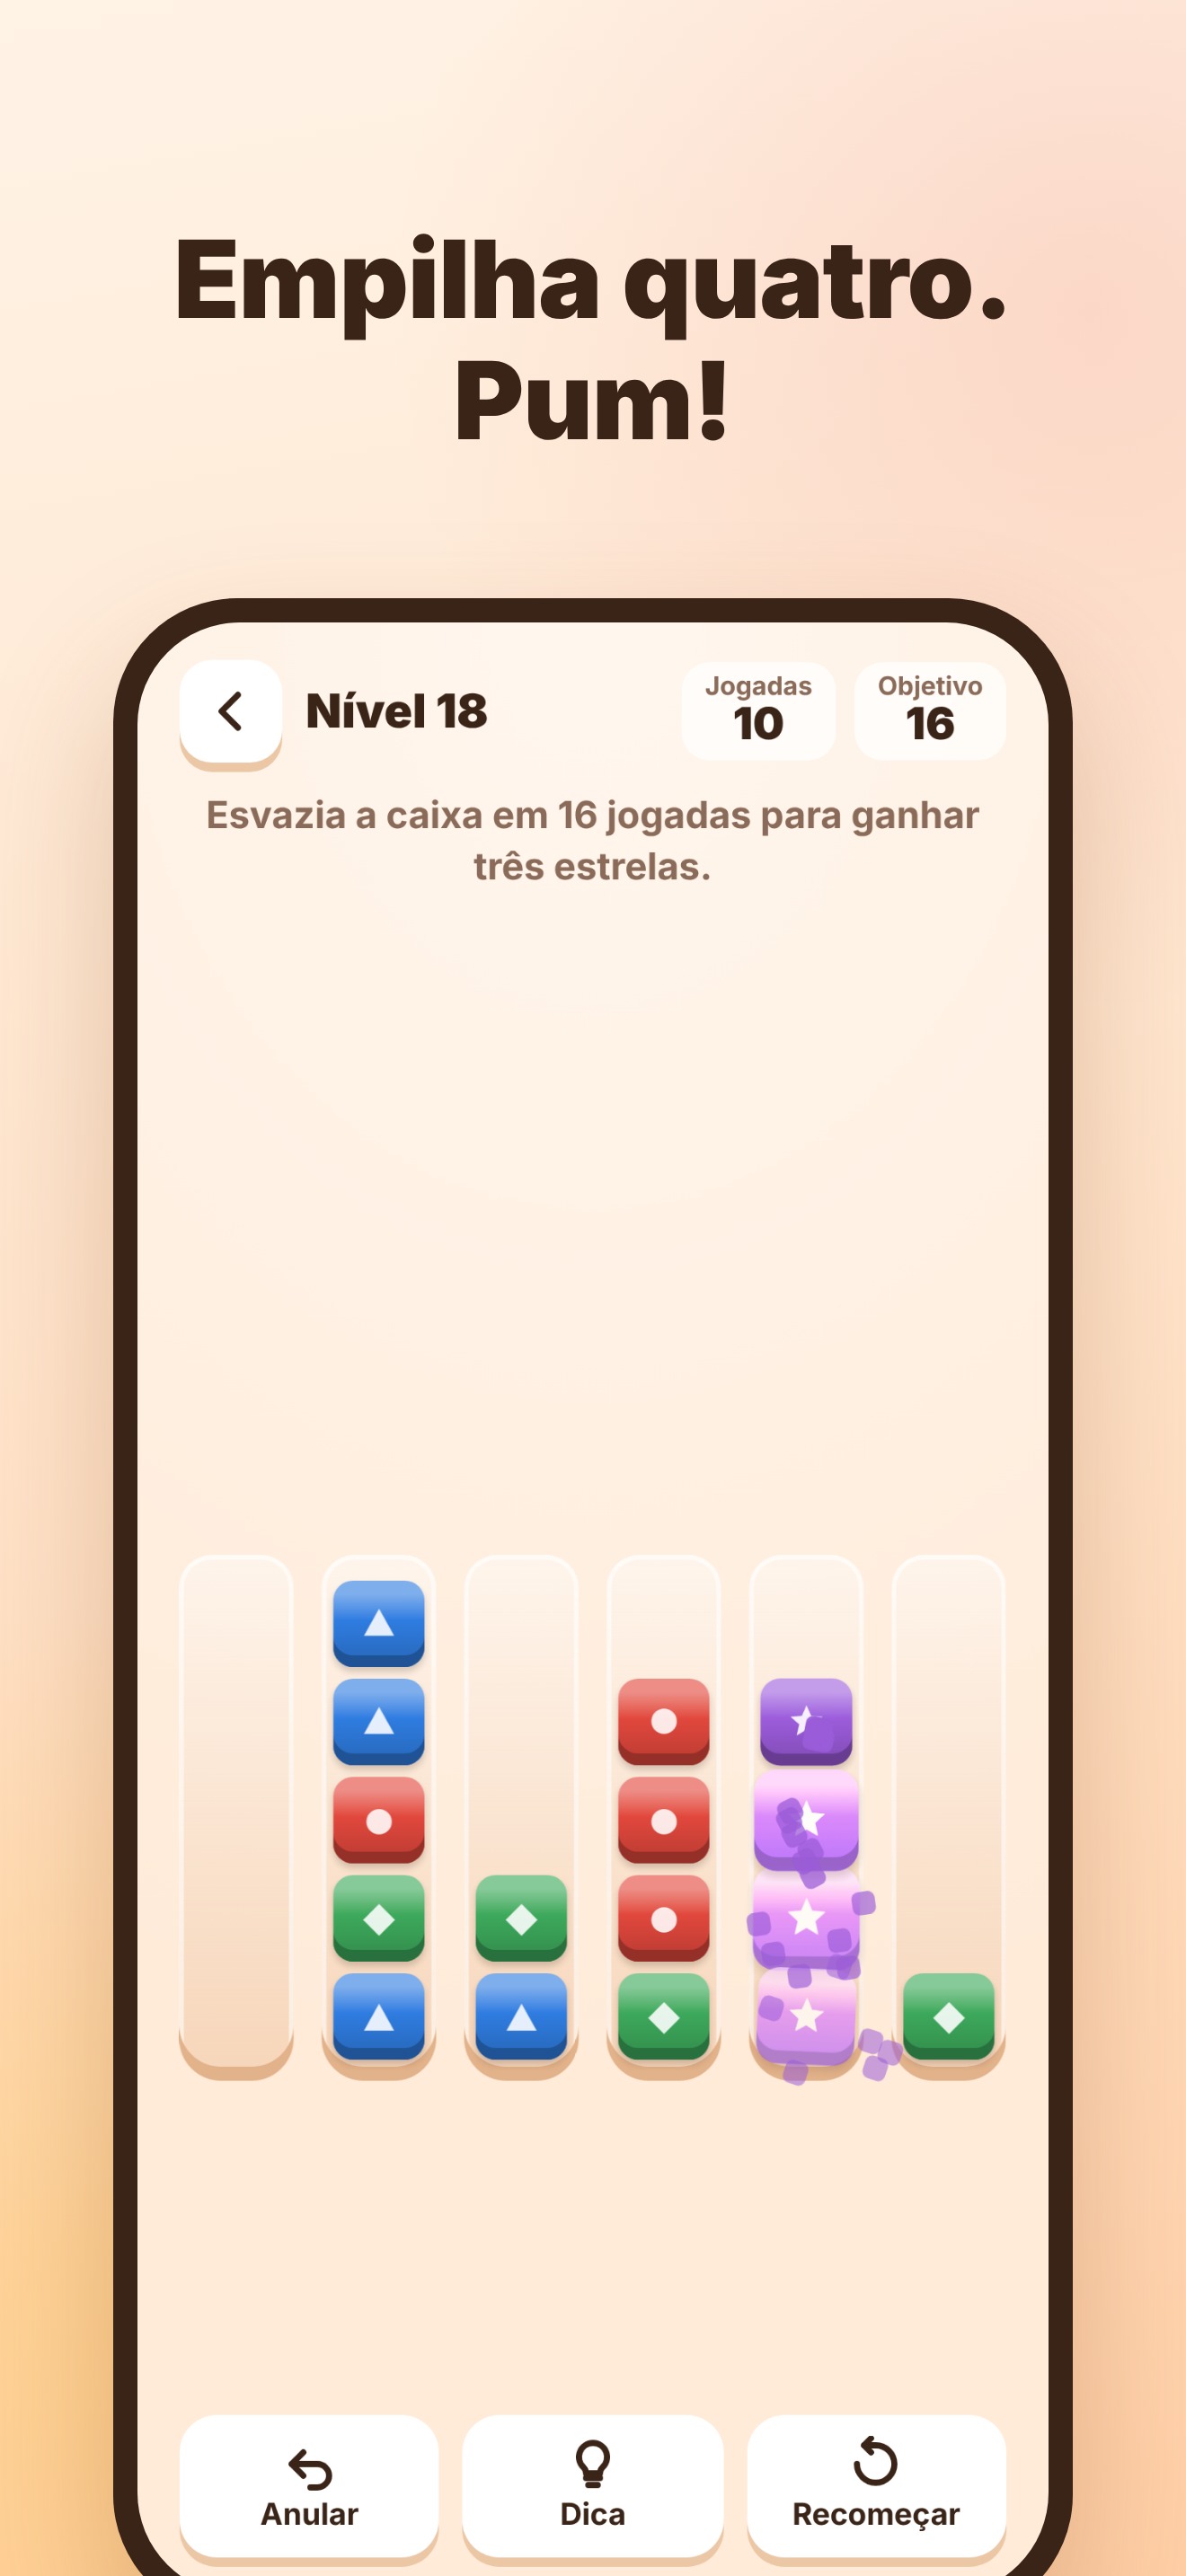 Empilha quatro.
Pum!
Nível 18
Jogadas
10
Objetivo
16
Esvazia a caixa em 16 jogadas para ganhar
três estrelas.
Anular
Dica
Recomeçar